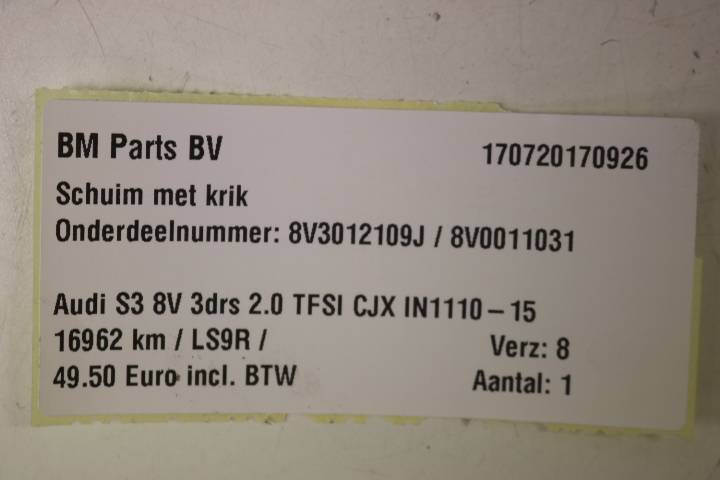 BM Parts BV 170720170926
Schuim met krik
Onderdeelnummer: 8V3012109J / 8V0011031
Audi S3 8V 3drs 2.0 TFSI CJX IN1110 – 15
16962 km / LS9R / Verz: 8
49.50 Euro incl. BTW Aantal: 1